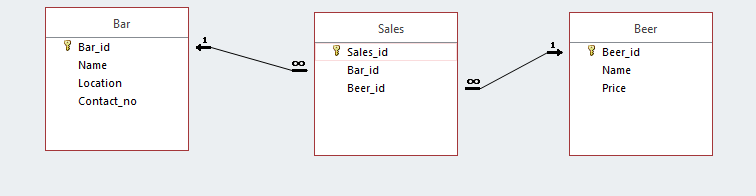 Bar
Bar_id
Name
Location
Contact_no
1
∞
Sales
Sales_id
Bar_id
Beer_id
∞
1
Beer
Beer_id
Name
Price